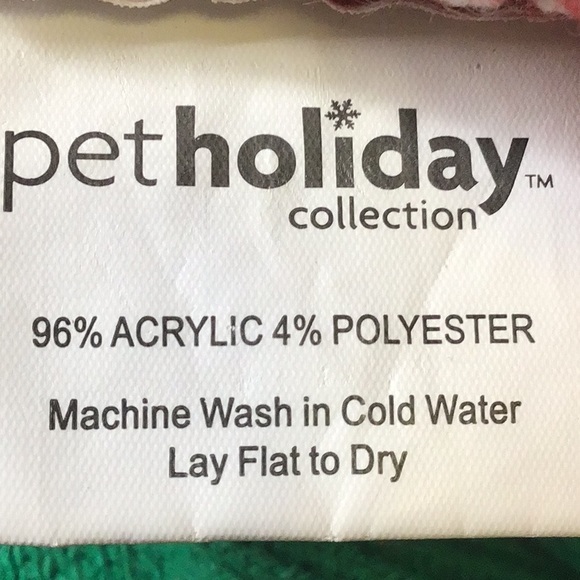 petholiday™
collection
96% ACRYLIC 4% POLYESTER
Machine Wash in Cold Water
Lay Flat to Dry